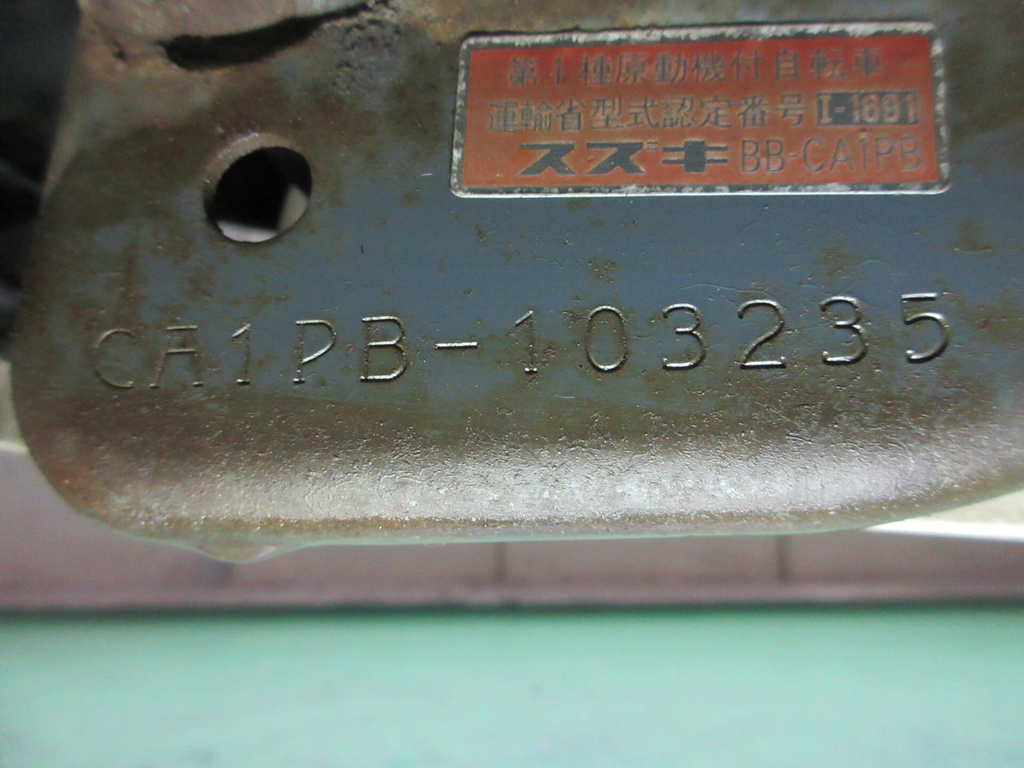 第1種原動機付自転車
運輸省型式認定番号 I-1891
スズキ BB-CA1PB
CA1PB-103235